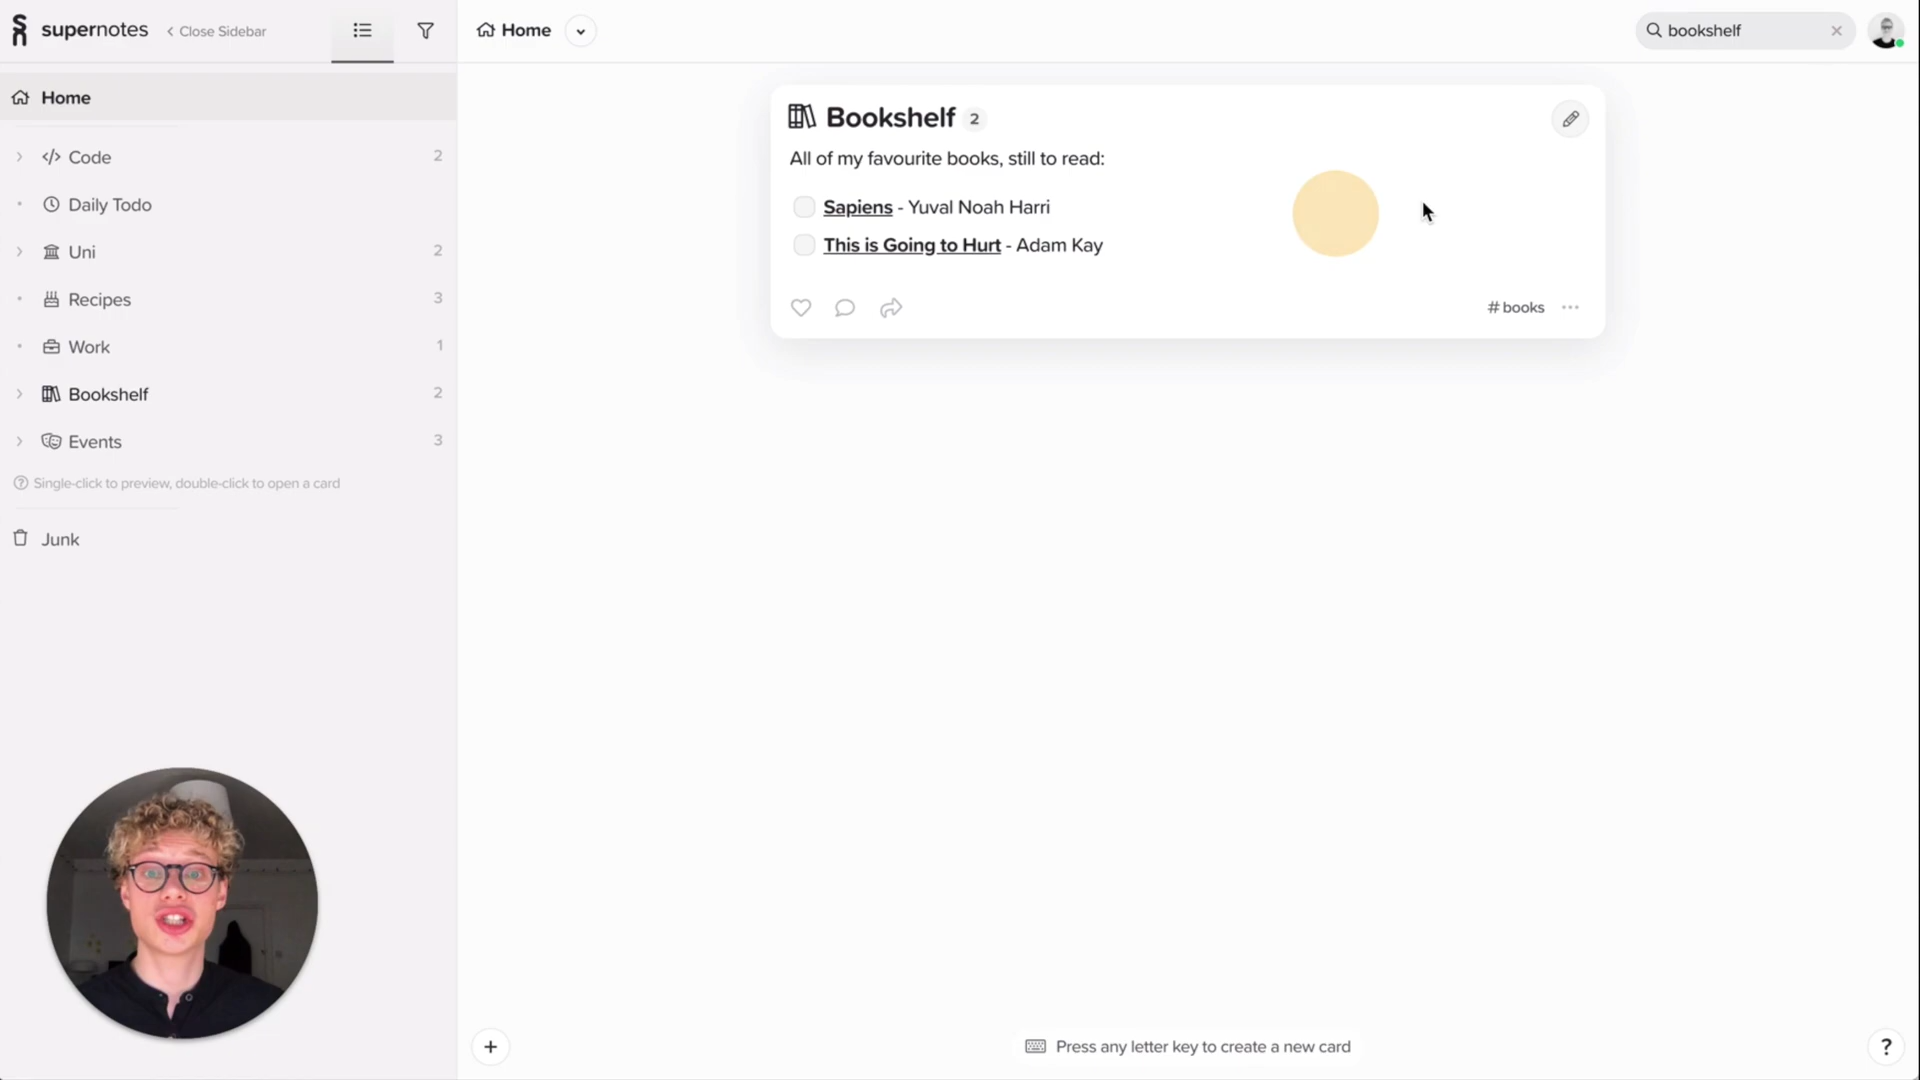 supernotes
Close Sidebar
Home
bookshelf
Home
Code 2
Daily Todo
Uni 2
Recipes 3
Work 1
Bookshelf 2
Events 3
Single-click to preview, double-click to open a card
Junk
Bookshelf 2
All of my favourite books, still to read:
Sapiens - Yuval Noah Harri
This is Going to Hurt - Adam Kay
# books
Press any letter key to create a new card
?